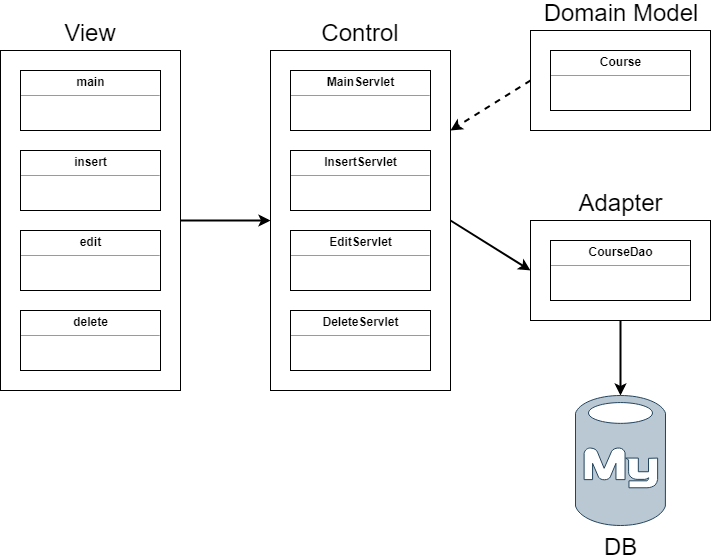 View
main
insert
edit
delete
Control
MainServlet
InsertServlet
EditServlet
DeleteServlet
Domain Model
Course
Adapter
CourseDao
My
DB